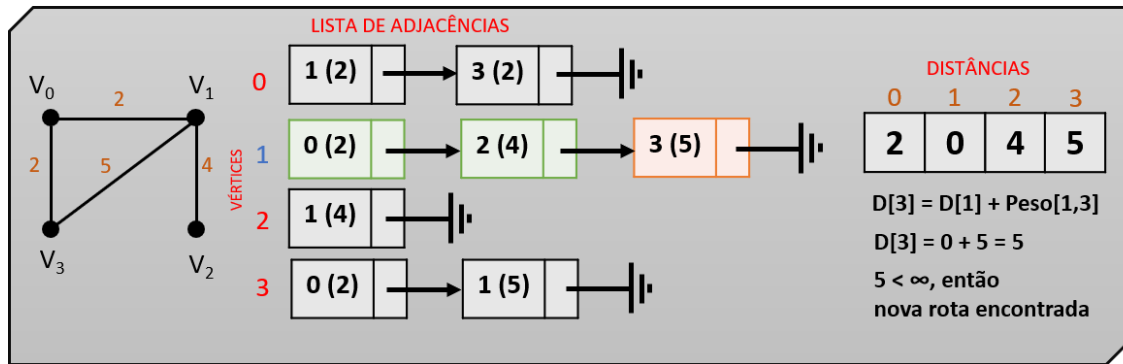 LISTA DE ADJACÊNCIAS
V0 V1
2
2 5 4
V3 V2
VÉRTICES
0 1 (2) 3 (2)
1 0 (2) 2 (4) 3 (5)
2 1 (4)
3 0 (2) 1 (5)
DISTÂNCIAS
0 1 2 3
2 0 4 5
D[3] = D[1] + Peso[1,3]
D[3] = 0 + 5 = 5
5 < ∞, então
nova rota encontrada